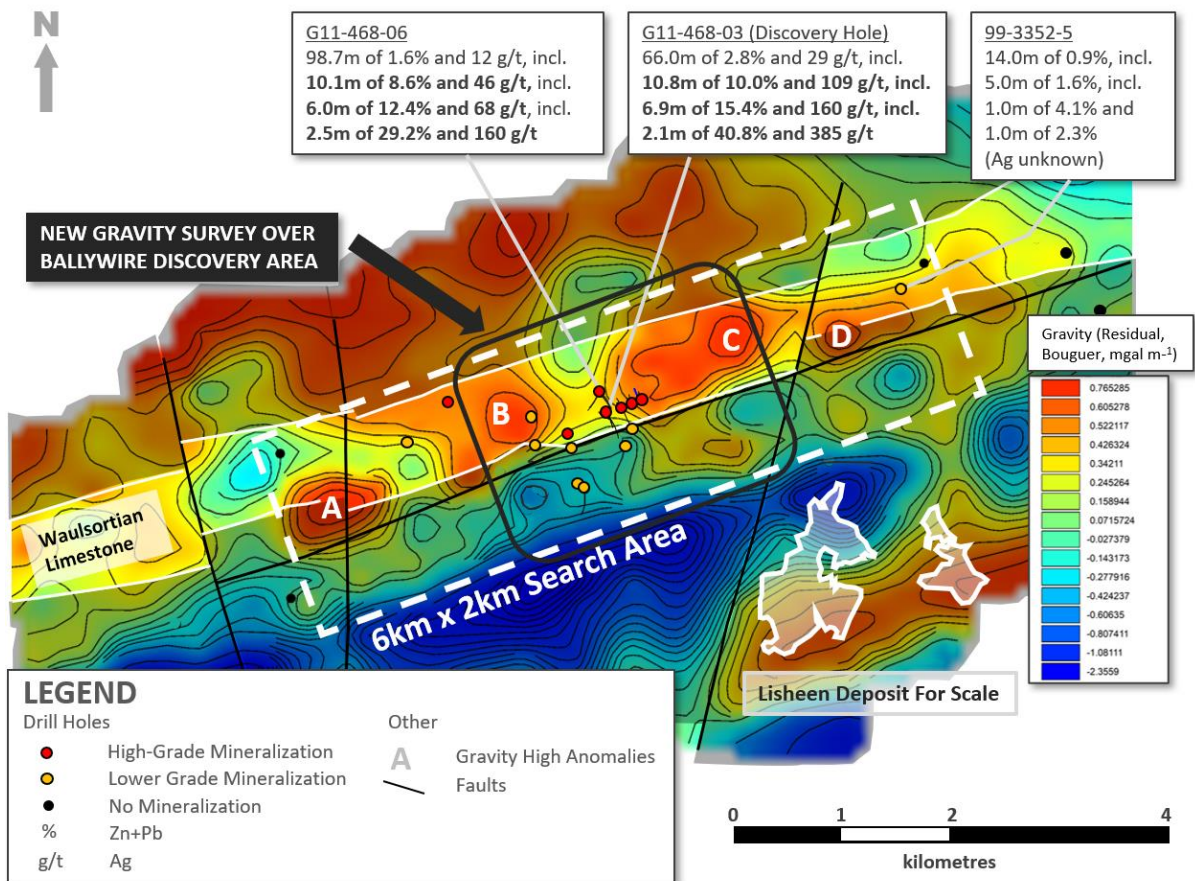 N
G11-468-06
98.7m of 1.6% and 12 g/t, incl.
10.1m of 8.6% and 46 g/t, incl.
6.0m of 12.4% and 68 g/t, incl.
2.5m of 29.2% and 160 g/t
G11-468-03 (Discovery Hole)
66.0m of 2.8% and 29 g/t, incl.
10.8m of 10.0% and 109 g/t, incl.
6.9m of 15.4% and 160 g/t, incl.
2.1m of 40.8% and 385 g/t
99-3352-5
14.0m of 0.9%, incl.
5.0m of 1.6%, incl.
1.0m of 4.1% and
1.0m of 2.3%
(Ag unknown)
NEW GRAVITY SURVEY OVER
BALLYWIRE DISCOVERY AREA
A
B
C
D
Waulsortian
Limestone
6km x 2km Search Area
Gravity (Residual,
Bouguer, mgal m-1)
0.765285
0.605278
0.522117
0.426324
0.34211
0.245264
0.158944
0.0715724
-0.027379
-0.143173
-0.277916
-0.424237
-0.60635
-0.807411
-1.08111
-2.3559
Lisheen Deposit For Scale
LEGEND
Drill Holes
High-Grade Mineralization
Lower Grade Mineralization
No Mineralization
% Zn+Pb
g/t Ag
Other
A Gravity High Anomalies
Faults
0 1 2 4
kilometres